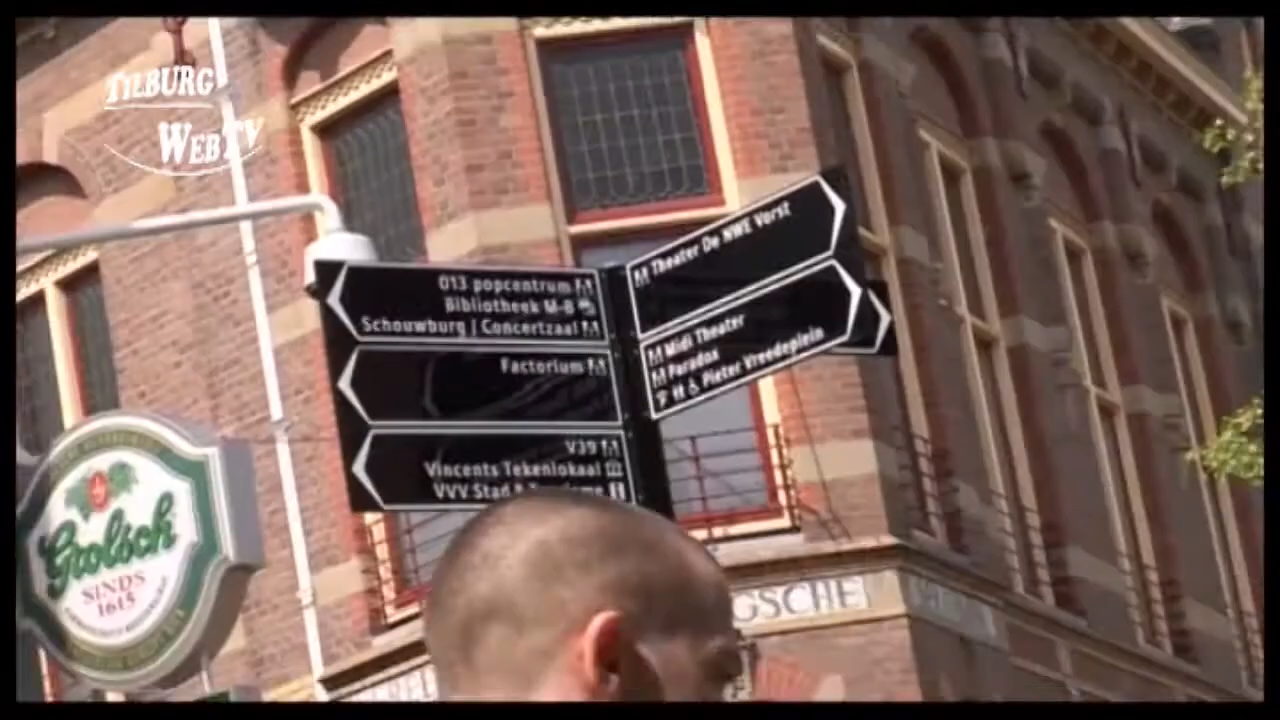 TILBURG
WEBTV
013 popcentrum
Bibliotheek M-B
Schouwburg | Concertzaal
Factorium
V39
Vincents Tekenlokaal
VVV Stad &
Theater De NWE Vorst
Midi Theater
Paradox
Pieter Vreedeplein
Grolsch
SINDS
1615
GSCHE